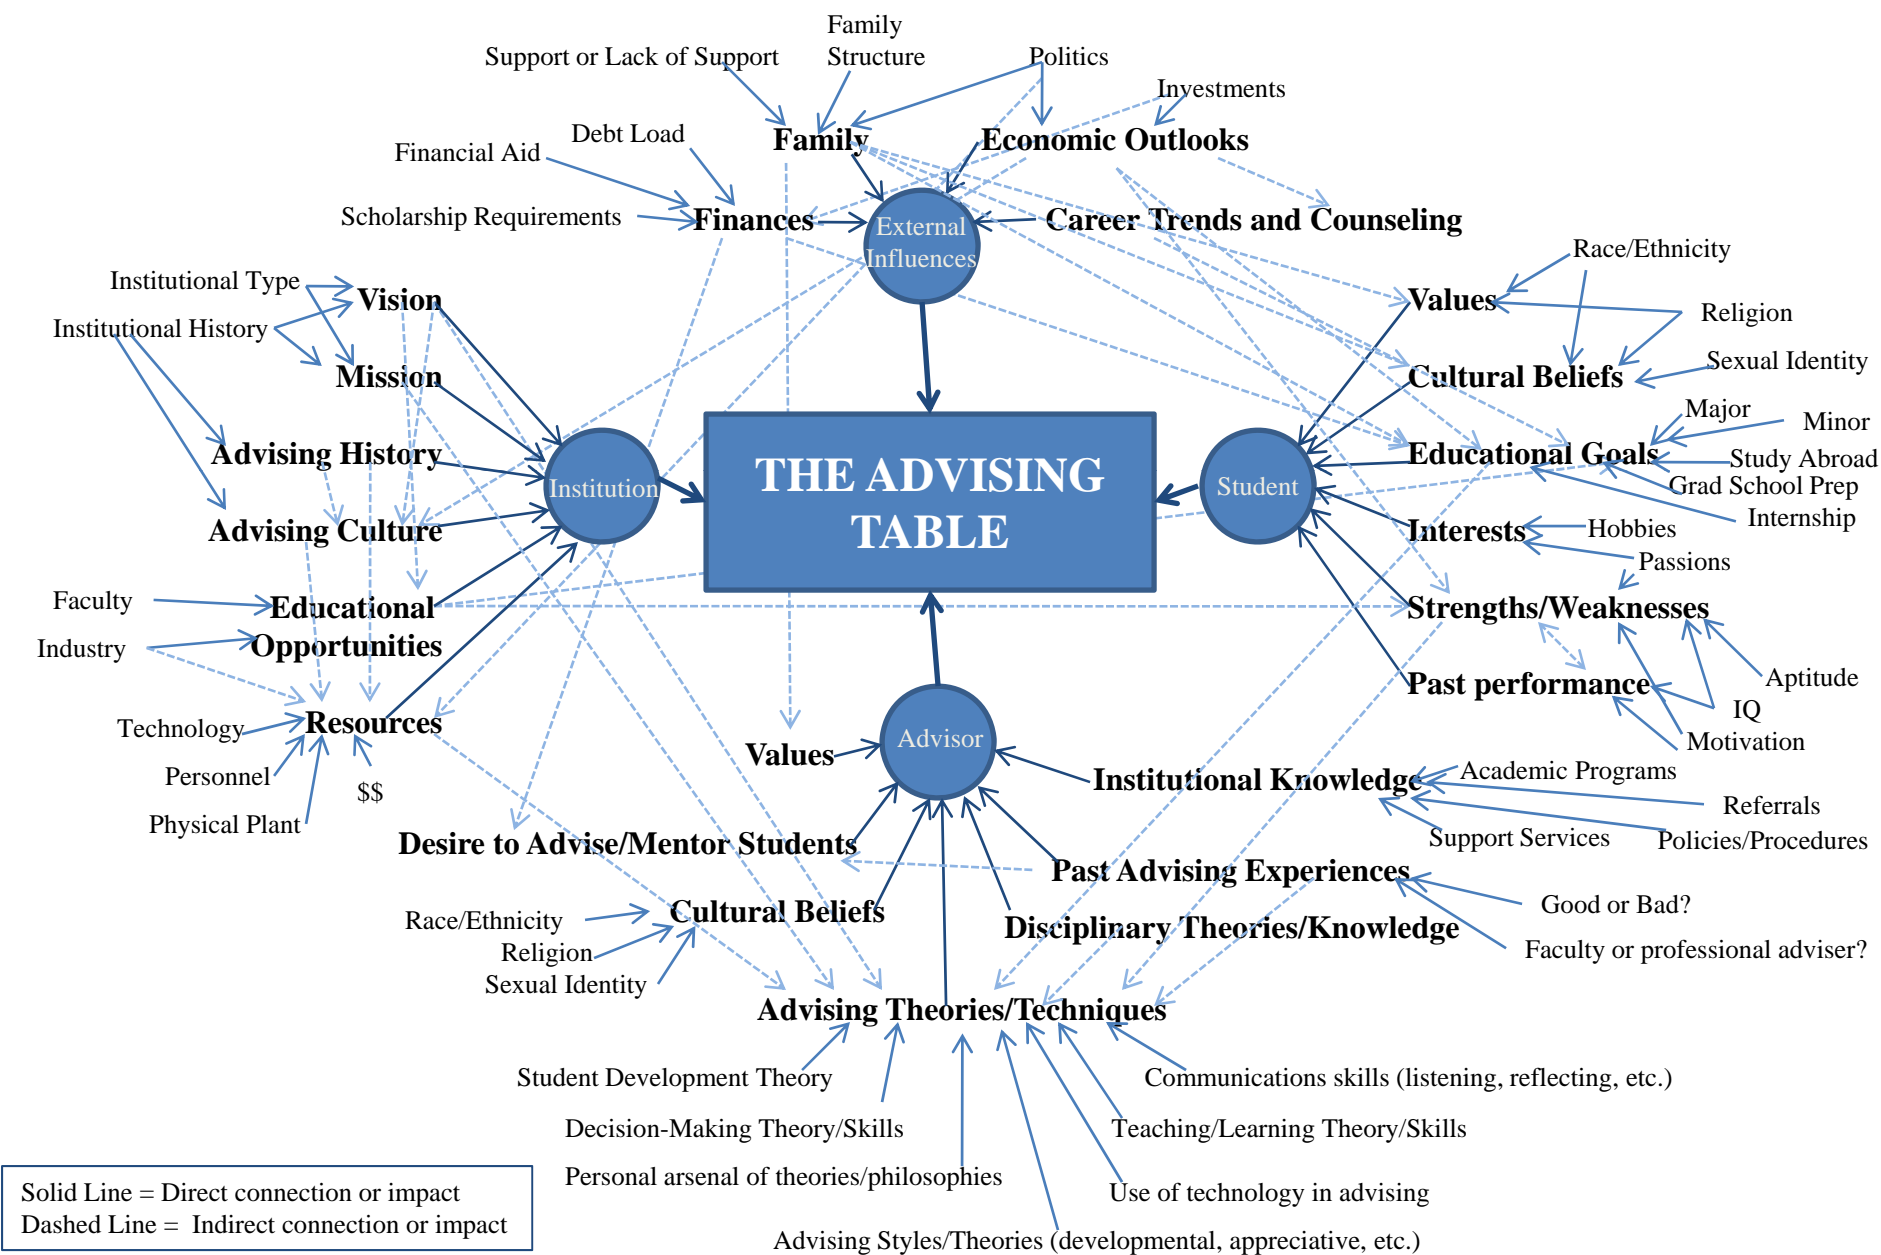 Family
Structure
Support or Lack of Support
Politics
Investments
Debt Load
Family
Economic Outlooks
Financial Aid
Scholarship Requirements
Finances
External
Influences
Career Trends and Counseling
Race/Ethnicity
Institutional Type
Vision
Values
Religion
Institutional History
Mission
Cultural Beliefs
Sexual Identity
Major
Minor
Advising History
Educational Goals
Study Abroad
Grad School Prep
Internship
Institution
THE ADVISING
TABLE
Student
Advising Culture
Interests
Hobbies
Passions
Faculty
Educational
Opportunities
Industry
Strengths/Weaknesses
Past performance
Aptitude
IQ
Motivation
Technology
Resources
Personnel
$$
Physical Plant
Values
Advisor
Institutional Knowledge
Academic Programs
Referrals
Support Services
Policies/Procedures
Desire to Advise/Mentor Students
Past Advising Experiences
Good or Bad?
Faculty or professional adviser?
Race/Ethnicity
Religion
Sexual Identity
Cultural Beliefs
Disciplinary Theories/Knowledge
Advising Theories/Techniques
Student Development Theory
Communications skills (listening, reflecting, etc.)
Decision-Making Theory/Skills
Teaching/Learning Theory/Skills
Personal arsenal of theories/philosophies
Use of technology in advising
Advising Styles/Theories (developmental, appreciative, etc.)
Solid Line = Direct connection or impact
Dashed Line =  Indirect connection or impact